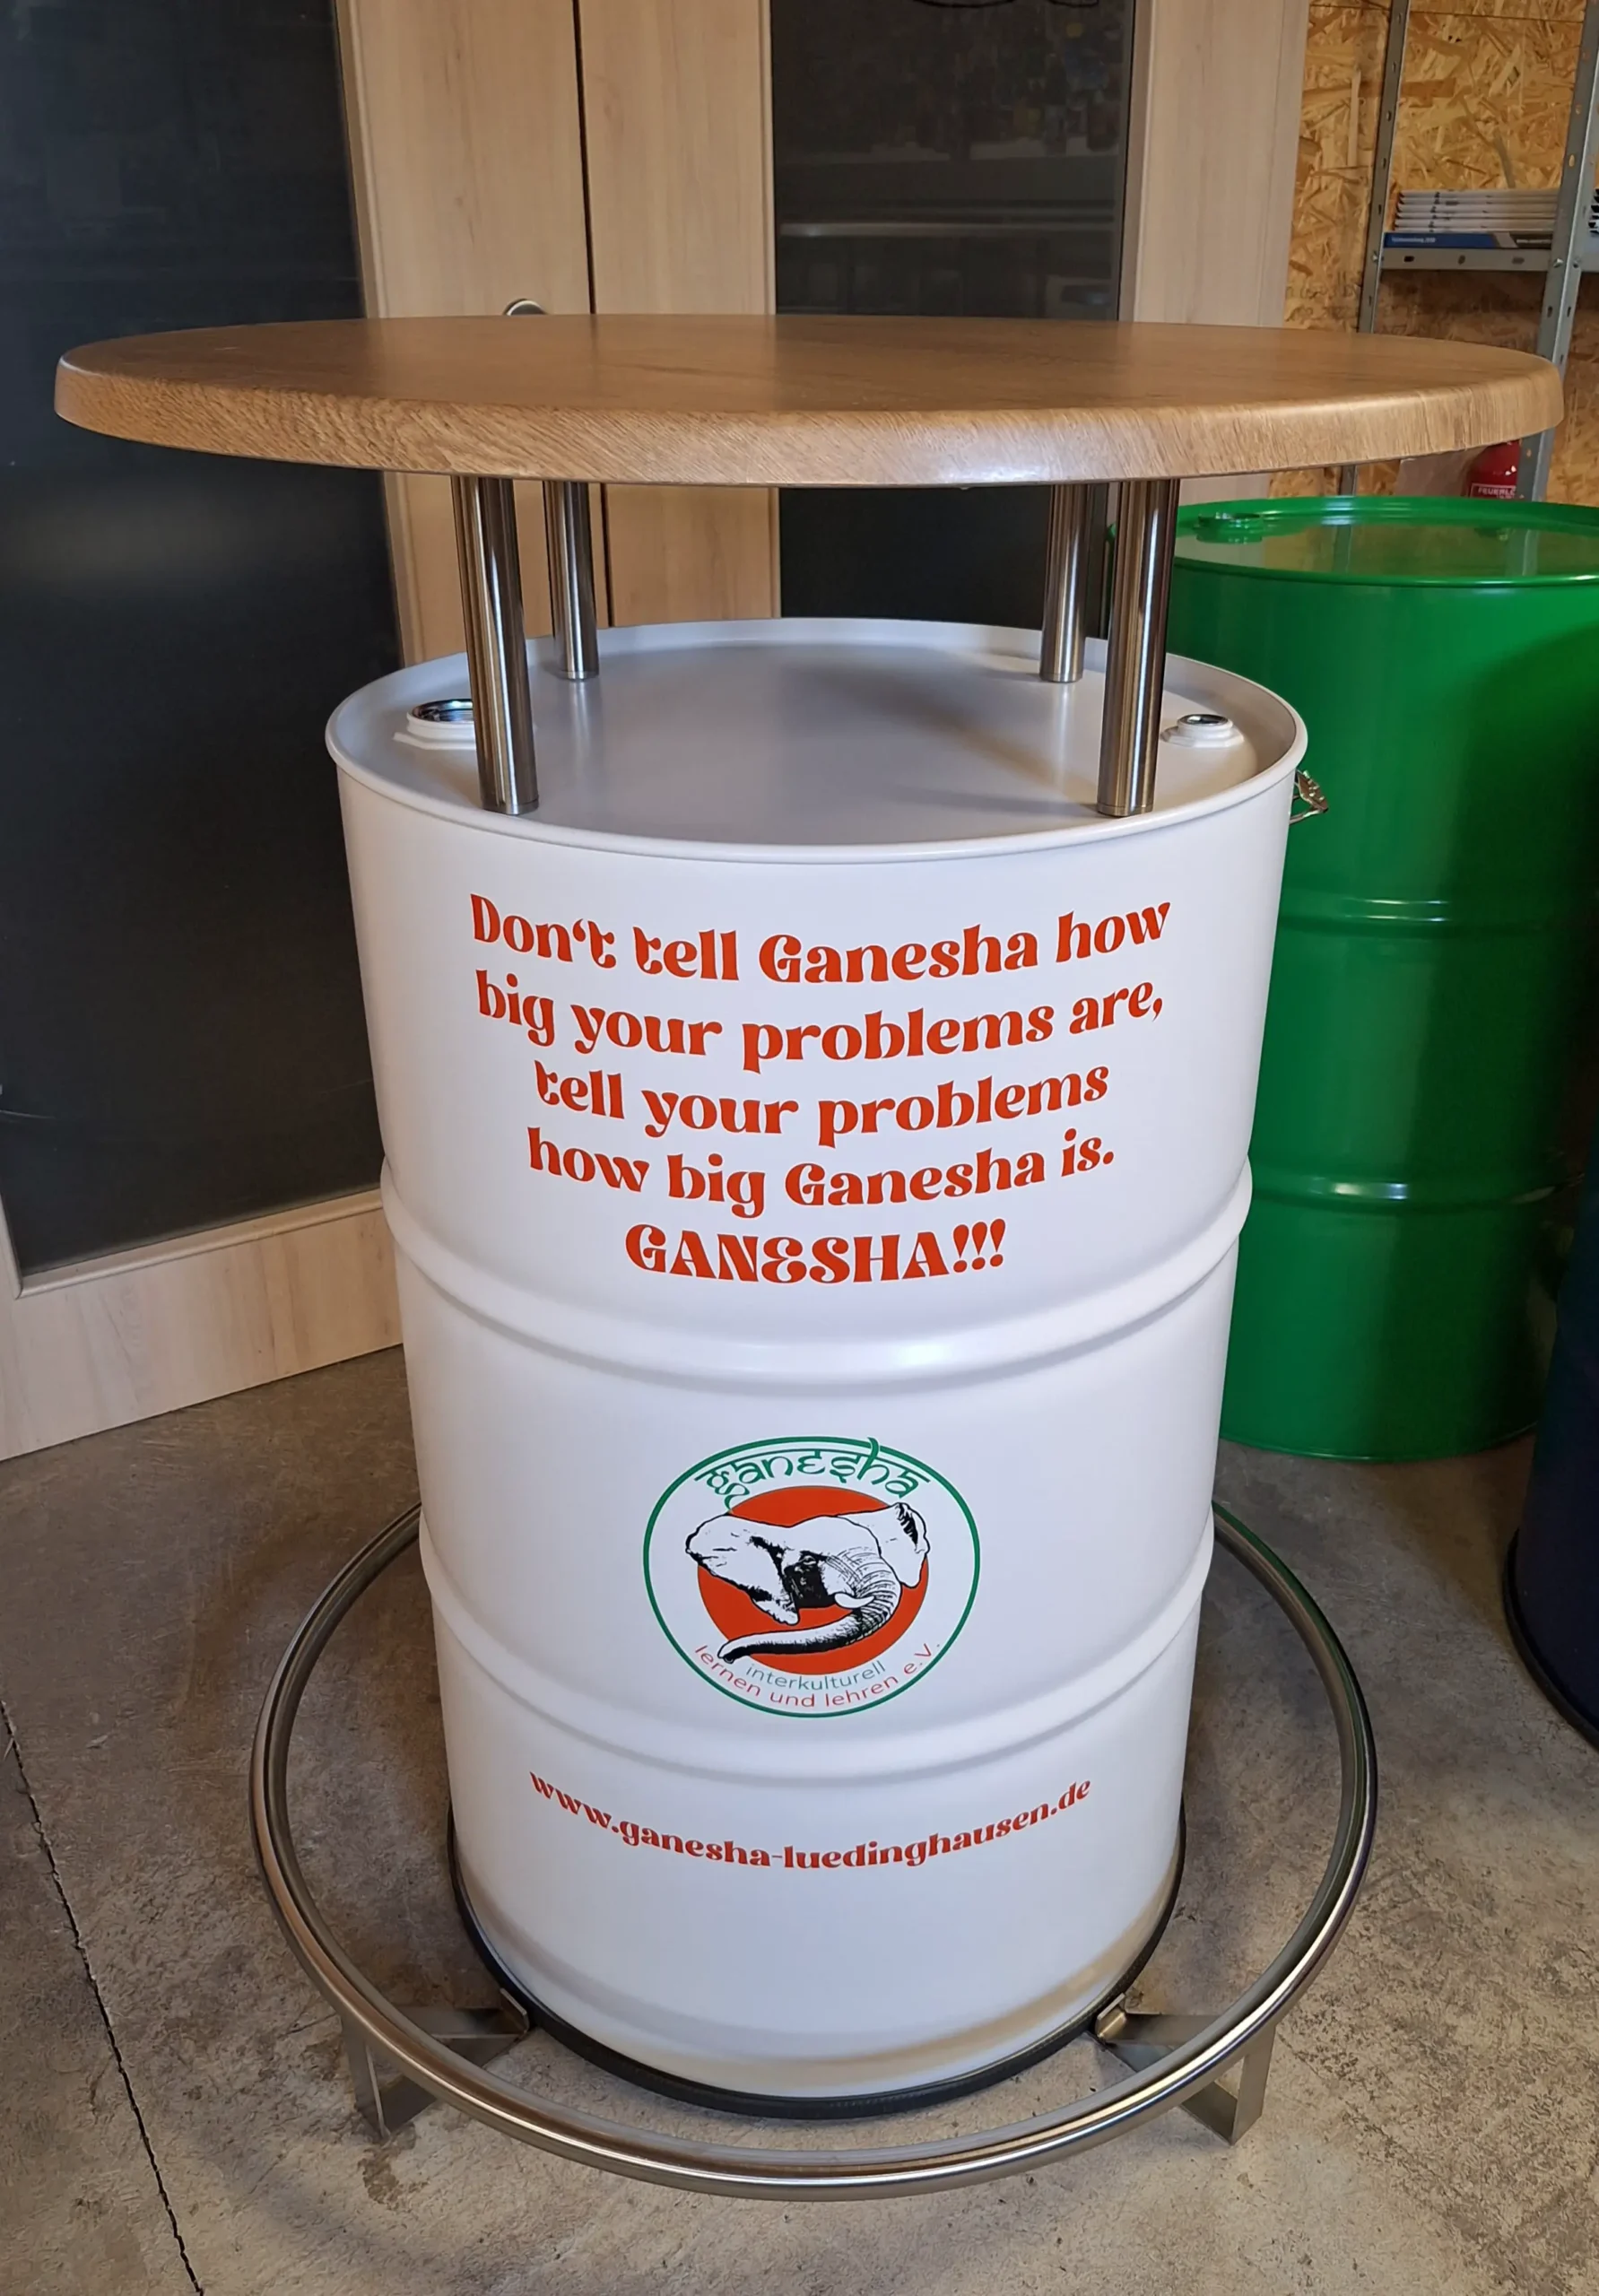 FEUERL
Don‘t tell Ganesha how
big your problems are,
tell your problems
how big Ganesha is.
GANESHA!!!
ganesha
interkulturell
lernen und lehren e.V.
www.ganesha-luedinghausen.de